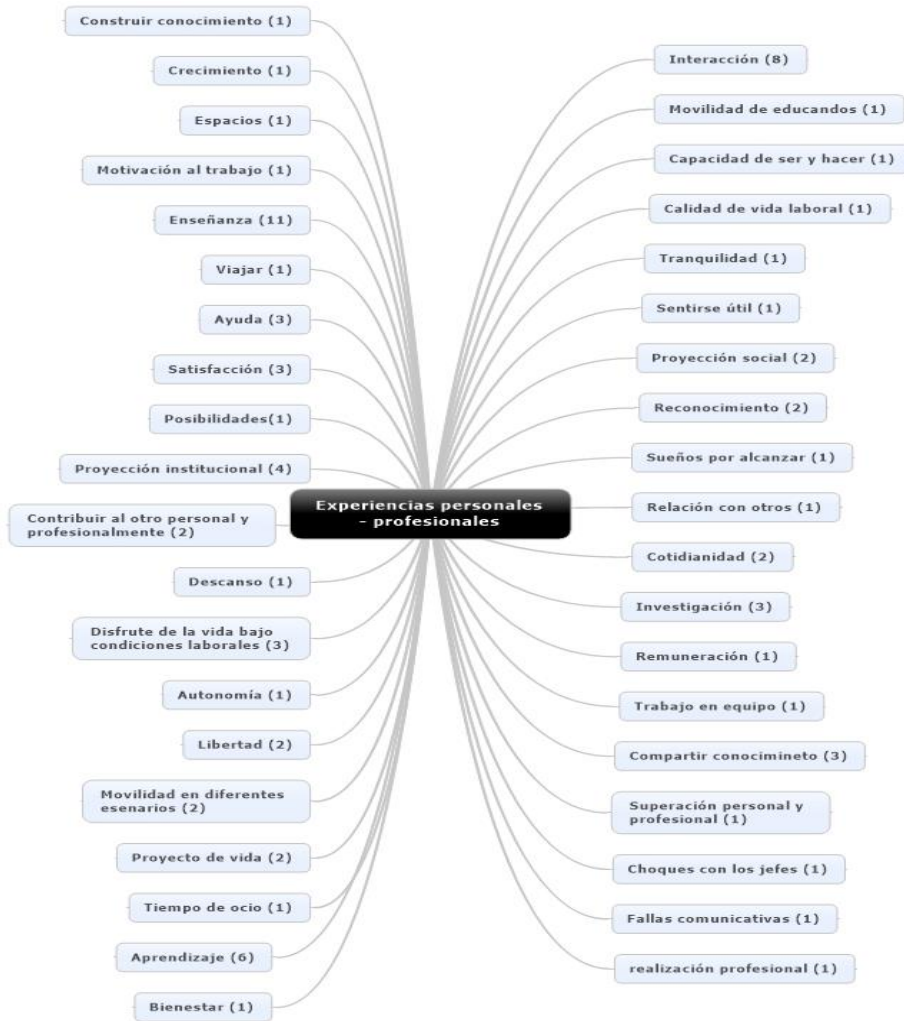 Construir conocimiento (1)
Crecimiento (1)
Espacios (1)
Motivación al trabajo (1)
Enseñanza (11)
Viajar (1)
Ayuda (3)
Satisfacción (3)
Posibilidades(1)
Proyección institucional (4)
Contribuir al otro personal y
profesionalmente (2)
Descanso (1)
Disfrute de la vida bajo
condiciones laborales (3)
Autonomía (1)
Libertad (2)
Movilidad en diferentes
esenarios (2)
Proyecto de vida (2)
Tiempo de ocio (1)
Aprendizaje (6)
Bienestar (1)
Experiencias personales
- profesionales
Interacción (8)
Movilidad de educandos (1)
Capacidad de ser y hacer (1)
Calidad de vida laboral (1)
Tranquilidad (1)
Sentirse útil (1)
Proyección social (2)
Reconocimiento (2)
Sueños por alcanzar (1)
Relación con otros (1)
Cotidianidad (2)
Investigación (3)
Remuneración (1)
Trabajo en equipo (1)
Compartir conocimineto (3)
Superación personal y
profesional (1)
Choques con los jefes (1)
Fallas comunicativas (1)
realización profesional (1)